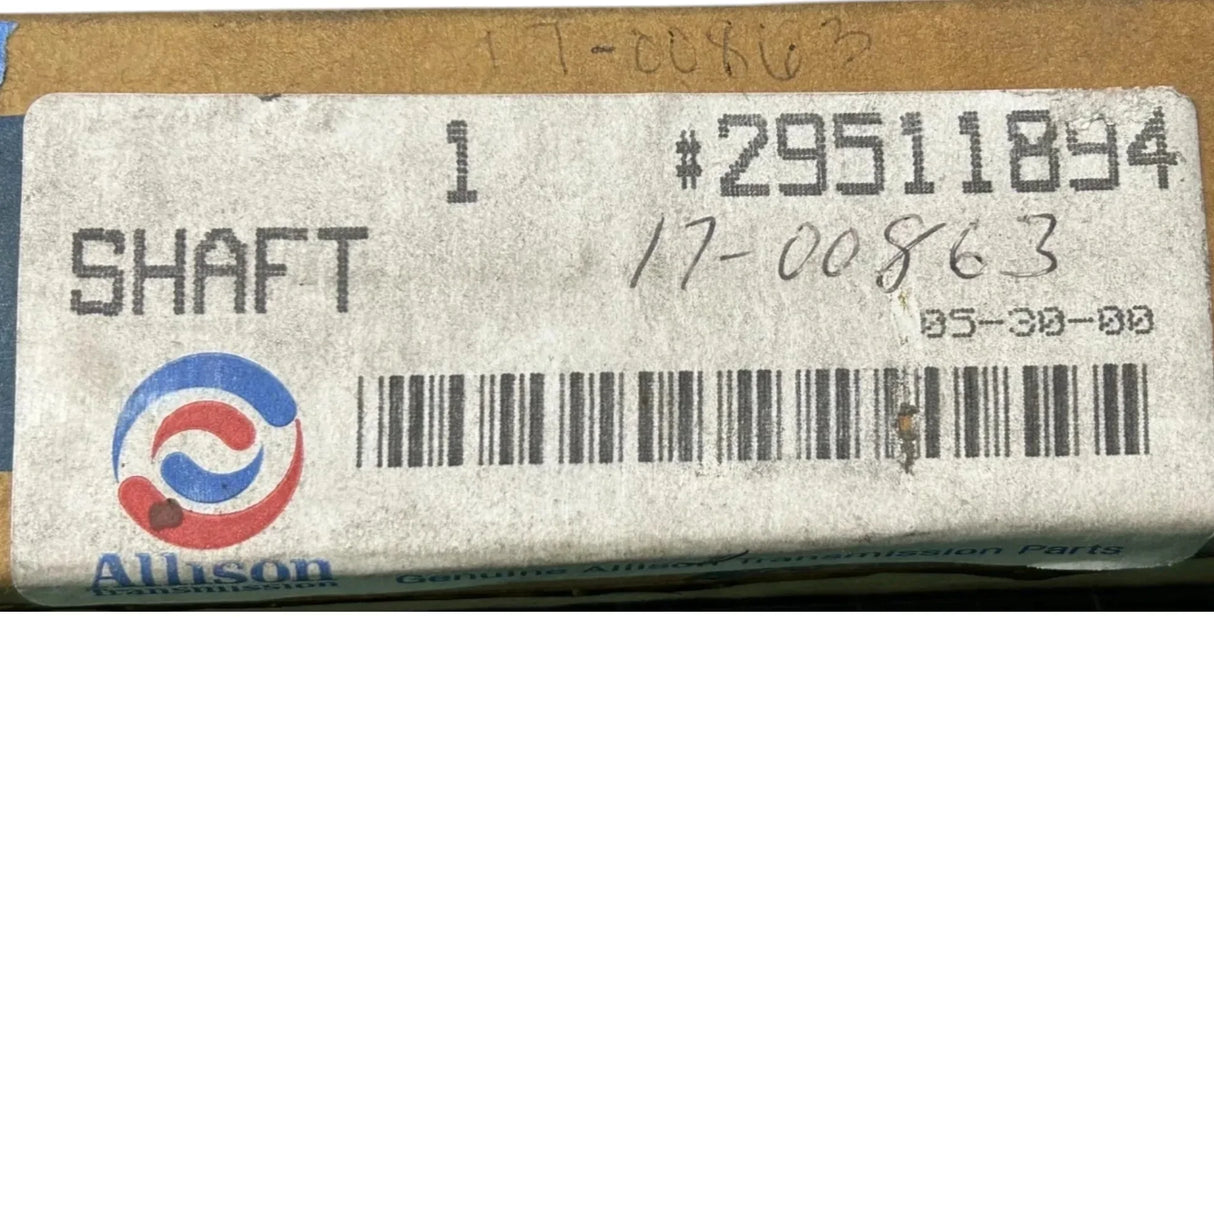 17-00863
1 #29511894
SHAFT 17-00863
05-30-00
Allison
Transmission
Genuine Allison Transmission Parts